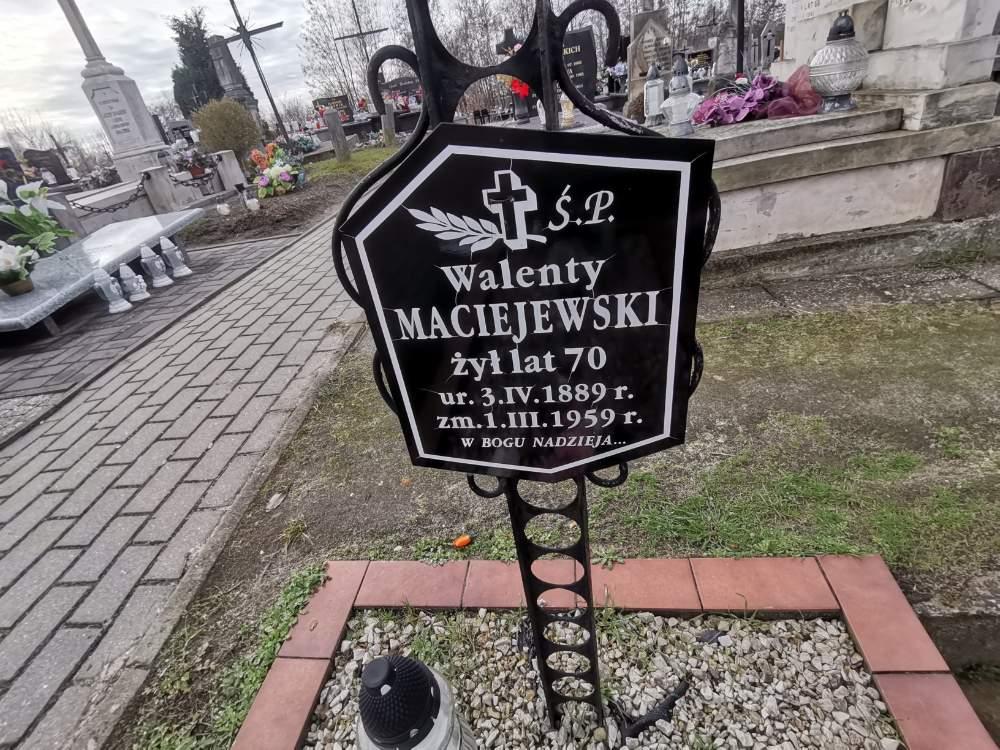 Ś.P.
Walenty
MACIEJEWSKI
żył lat 70
ur. 3.IV.1889 r.
zm.1.III.1959 r.
W BOGU NADZIEJA...